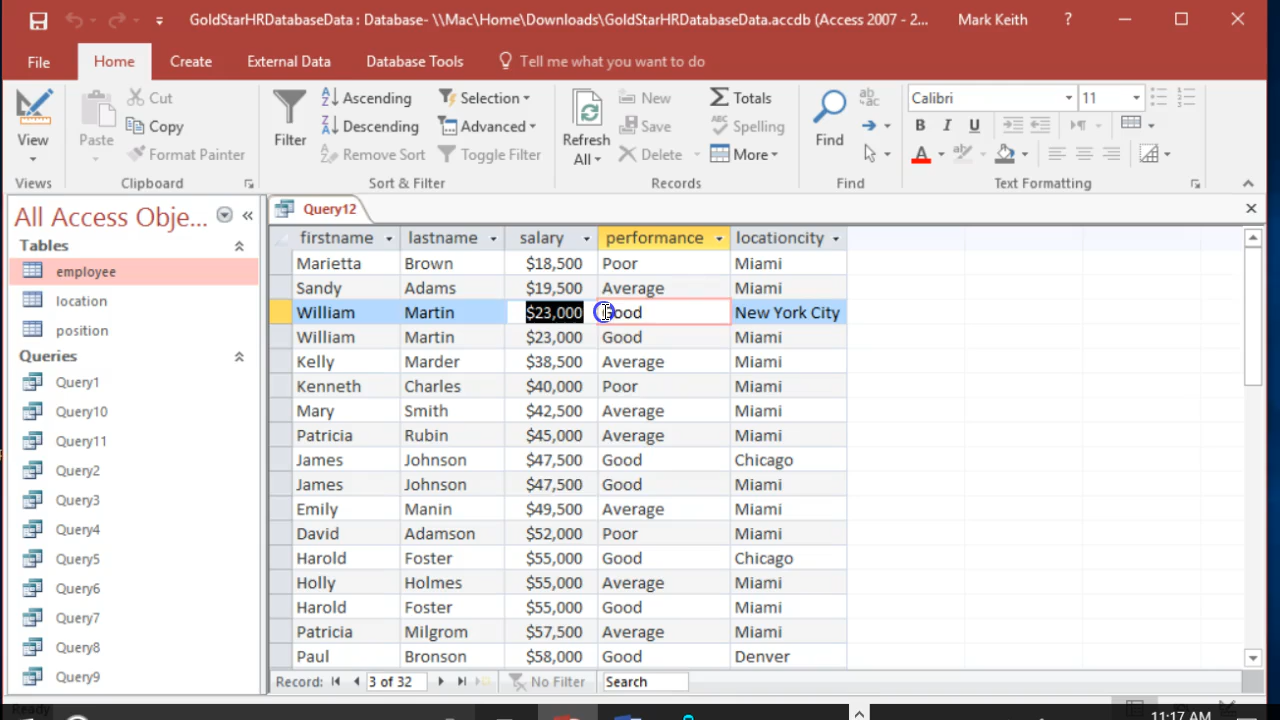 GoldStarHRDatabaseData : Database- \\Mac\Home\Downloads\GoldStarHRDatabaseData.accdb (Access 2007 - 2... Mark Keith ?
File Home Create External Data Database Tools Tell me what you want to do
View
Views
Paste
Cut
Copy
Format Painter
Clipboard
Filter
Ascending
Descending
Remove Sort
Selection
Advanced
Toggle Filter
Sort & Filter
Refresh
All
New
Save
Delete
Totals
Spelling
More
Records
Find
Find
Calibri 11
B I U
A
Text Formatting
All Access Obje...
Tables
employee
location
position
Queries
Query1
Query10
Query11
Query2
Query3
Query4
Query5
Query6
Query7
Query8
Query9
Query12
firstname lastname salary performance locationcity
Marietta Brown $18,500 Poor Miami
Sandy Adams $19,500 Average Miami
William Martin $23,000 Good New York City
William Martin $23,000 Good Miami
Kelly Marder $38,500 Average Miami
Kenneth Charles $40,000 Poor Miami
Mary Smith $42,500 Average Miami
Patricia Rubin $45,000 Average Miami
James Johnson $47,500 Good Chicago
James Johnson $47,500 Good Miami
Emily Manin $49,500 Average Miami
David Adamson $52,000 Poor Miami
Harold Foster $55,000 Good Chicago
Holly Holmes $55,000 Average Miami
Harold Foster $55,000 Good Miami
Patricia Milgrom $57,500 Average Miami
Paul Bronson $58,000 Good Denver
Record: 3 of 32 No Filter Search
Ready
11:17 AM